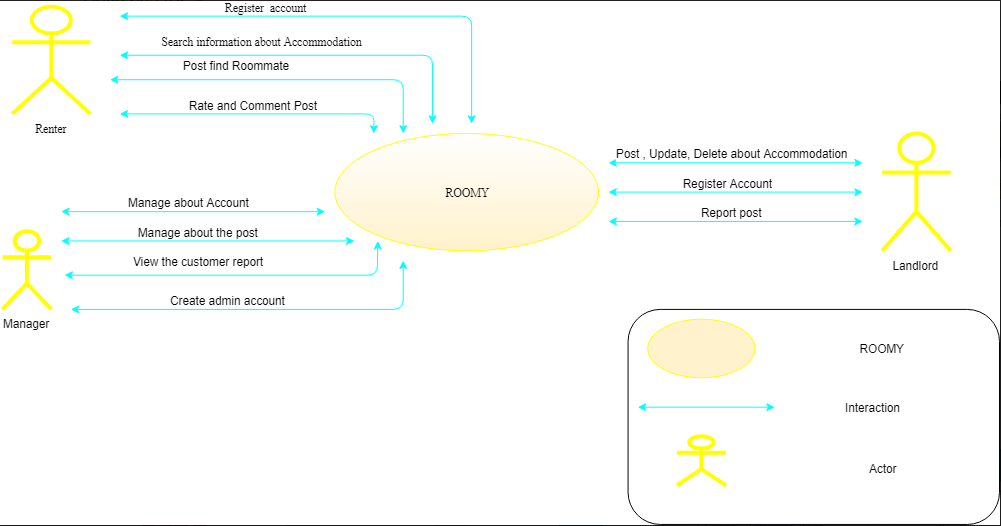 Register account
Search information about Accommodation
Post find Roommate
Rate and Comment Post
Renter
ROOMY
Post , Update, Delete about Accommodation
Register Account
Report post
Landlord
Manage about Account
Manage about the post
View the customer report
Create admin account
Manager
ROOMY
Interaction
Actor